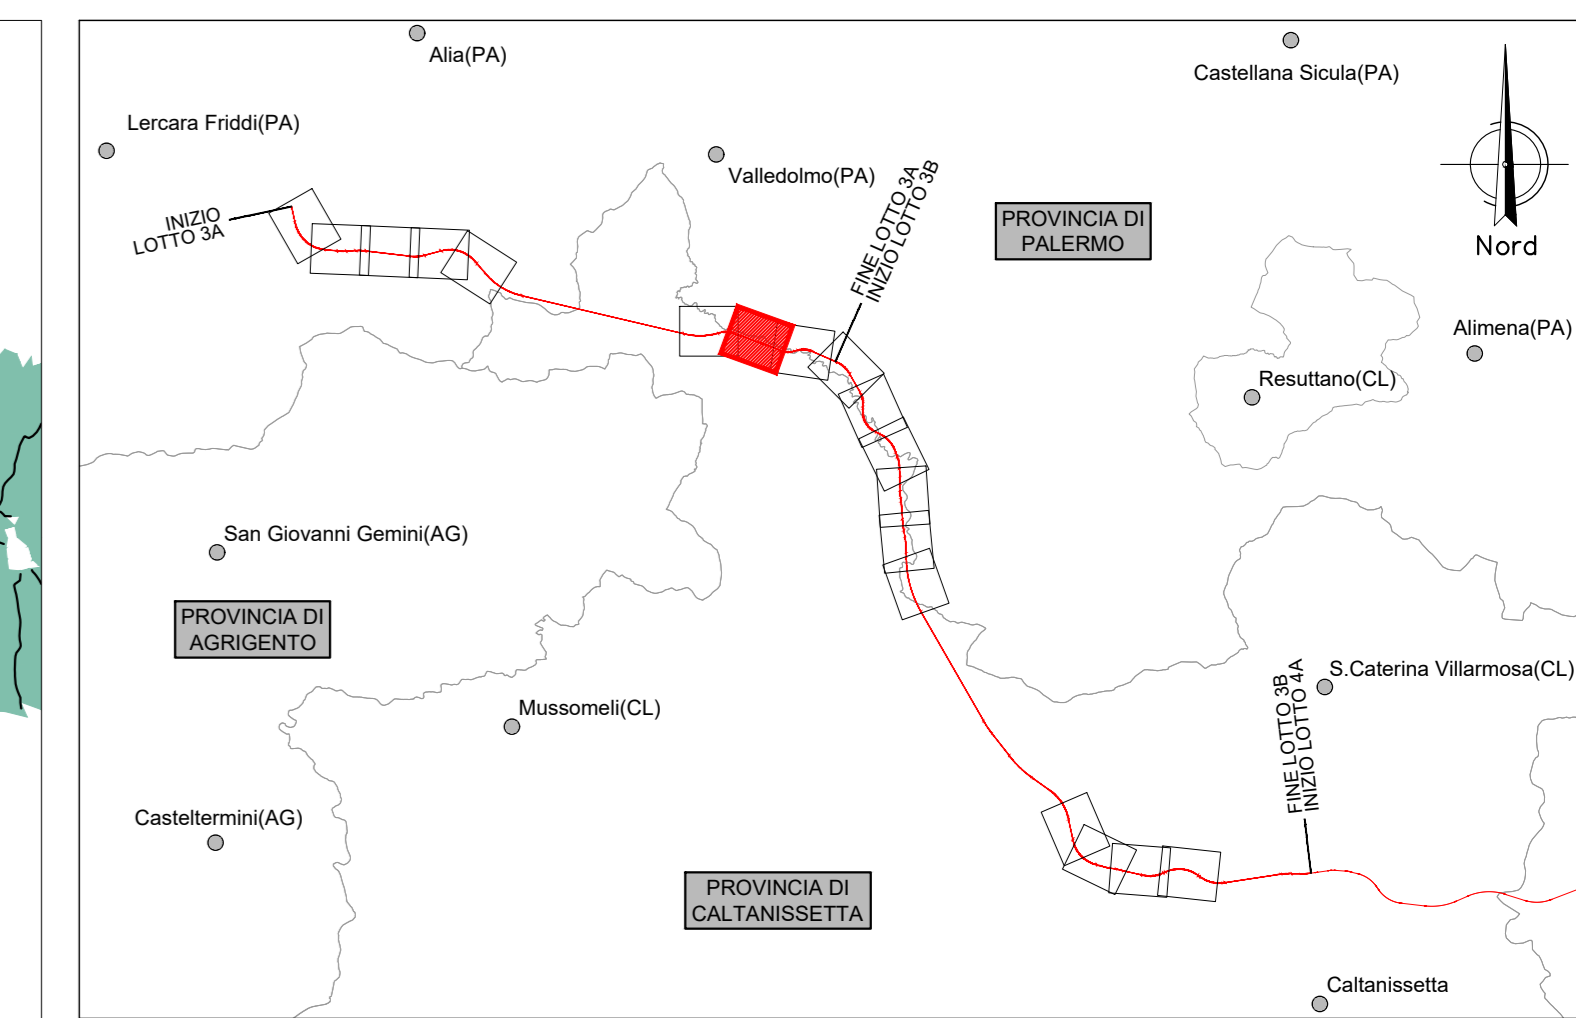 Alia(PA)
Castellana Sicula(PA)
Lercara Friddi(PA)
Valledolmo(PA)
INIZIO
LOTTO 3A
FINE LOTTO 3A
INIZIO LOTTO 3B
PROVINCIA DI
PALERMO
Nord
Alimena(PA)
Resuttano(CL)
San Giovanni Gemini(AG)
PROVINCIA DI
AGRIGENTO
S.Caterina Villarmosa(CL)
Mussomeli(CL)
FINE LOTTO 3B
INIZIO LOTTO 4A
Casteltermini(AG)
PROVINCIA DI
CALTANISSETTA
Caltanissetta